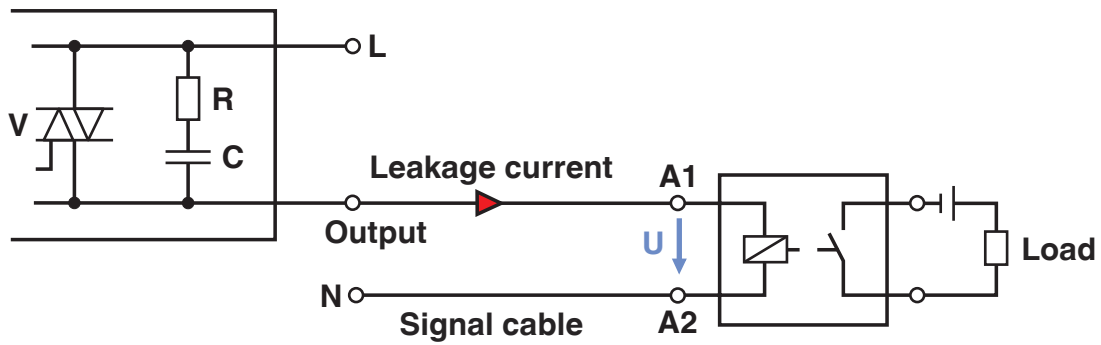 L
R
V
C
Leakage current
A1
Output
U
Load
N
Signal cable
A2